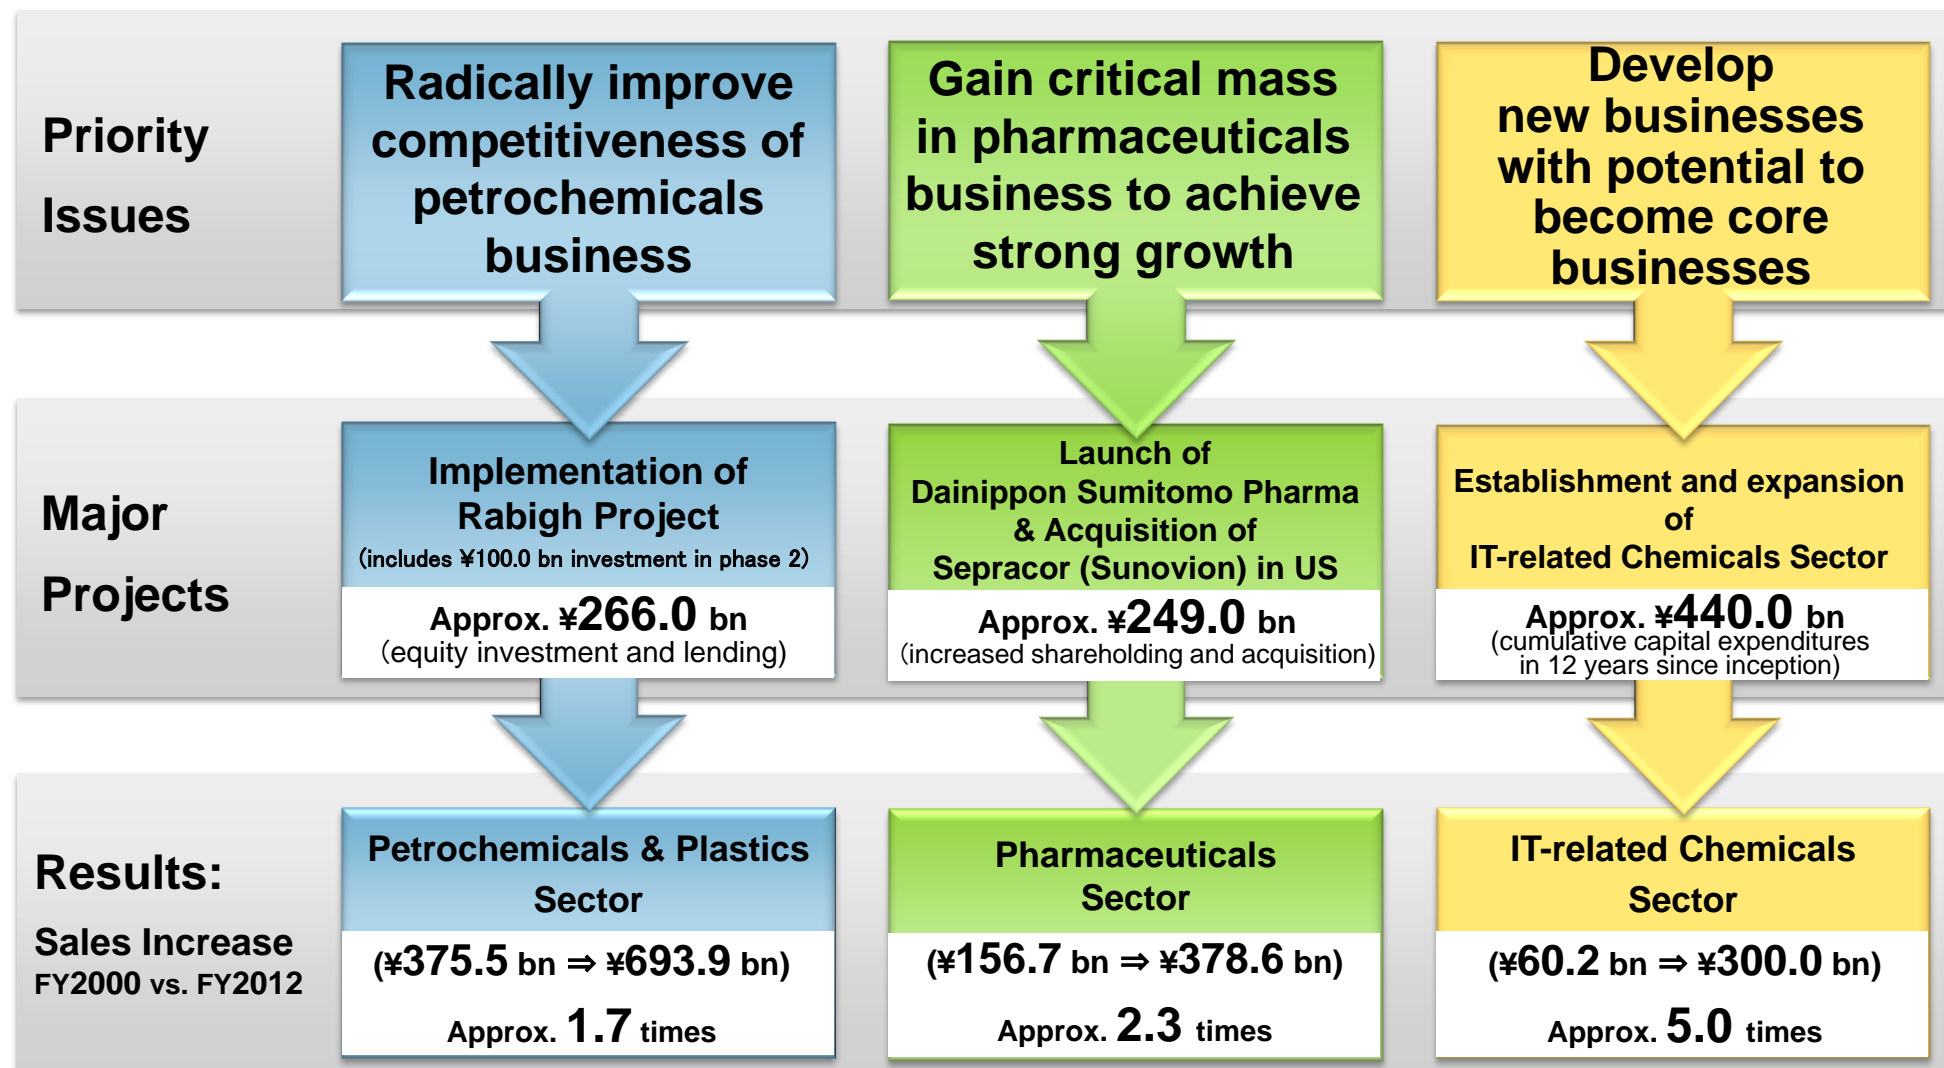 Priority
Issues
Radically improve
competitiveness of
petrochemicals
business
Gain critical mass
in pharmaceuticals
business to achieve
strong growth
Develop
new businesses
with potential to
become core
businesses
Major
Projects
Implementation of
Rabigh Project
(includes ¥100.0 bn investment in phase 2)
Approx. ¥266.0 bn
(equity investment and lending)
Launch of
Dainippon Sumitomo Pharma
& Acquisition of
Sepracor (Sunovion) in US
Approx. ¥249.0 bn
(increased shareholding and acquisition)
Establishment and expansion
of
IT-related Chemicals Sector
Approx. ¥440.0 bn
(cumulative capital expenditures
in 12 years since inception)
Results:
Sales Increase
FY2000 vs. FY2012
Petrochemicals & Plastics
Sector
(¥375.5 bn ⇒ ¥693.9 bn)
Approx. 1.7 times
Pharmaceuticals
Sector
(¥156.7 bn ⇒ ¥378.6 bn)
Approx. 2.3 times
IT-related Chemicals
Sector
(¥60.2 bn ⇒ ¥300.0 bn)
Approx. 5.0 times